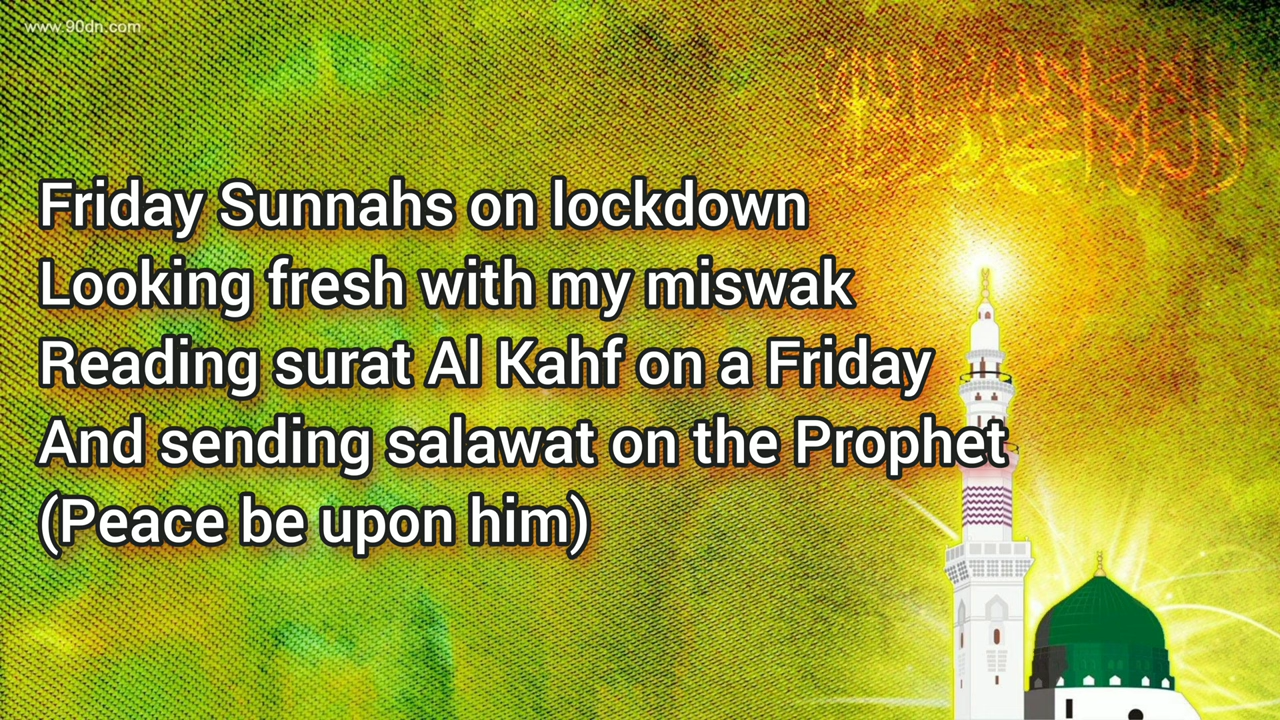 www.90dn.com
Friday Sunnahs on lockdown
Looking fresh with my miswak
Reading surat Al Kahf on a Friday
And sending salawat on the Prophet
(Peace be upon him)